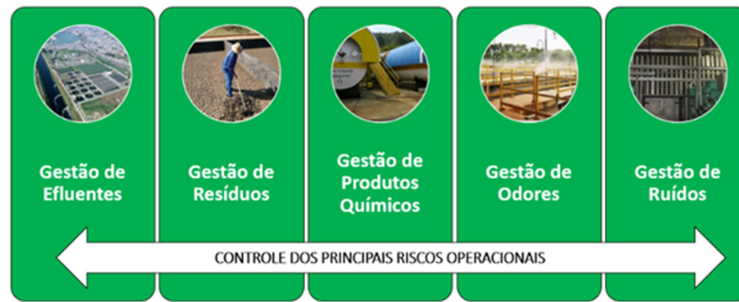 Gestão de
Efluentes
Gestão de
Resíduos
Gestão de
Produtos
Químicos
Gestão de
Odores
Gestão de
Ruídos
CONTROLE DOS PRINCIPAIS RISCOS OPERACIONAIS